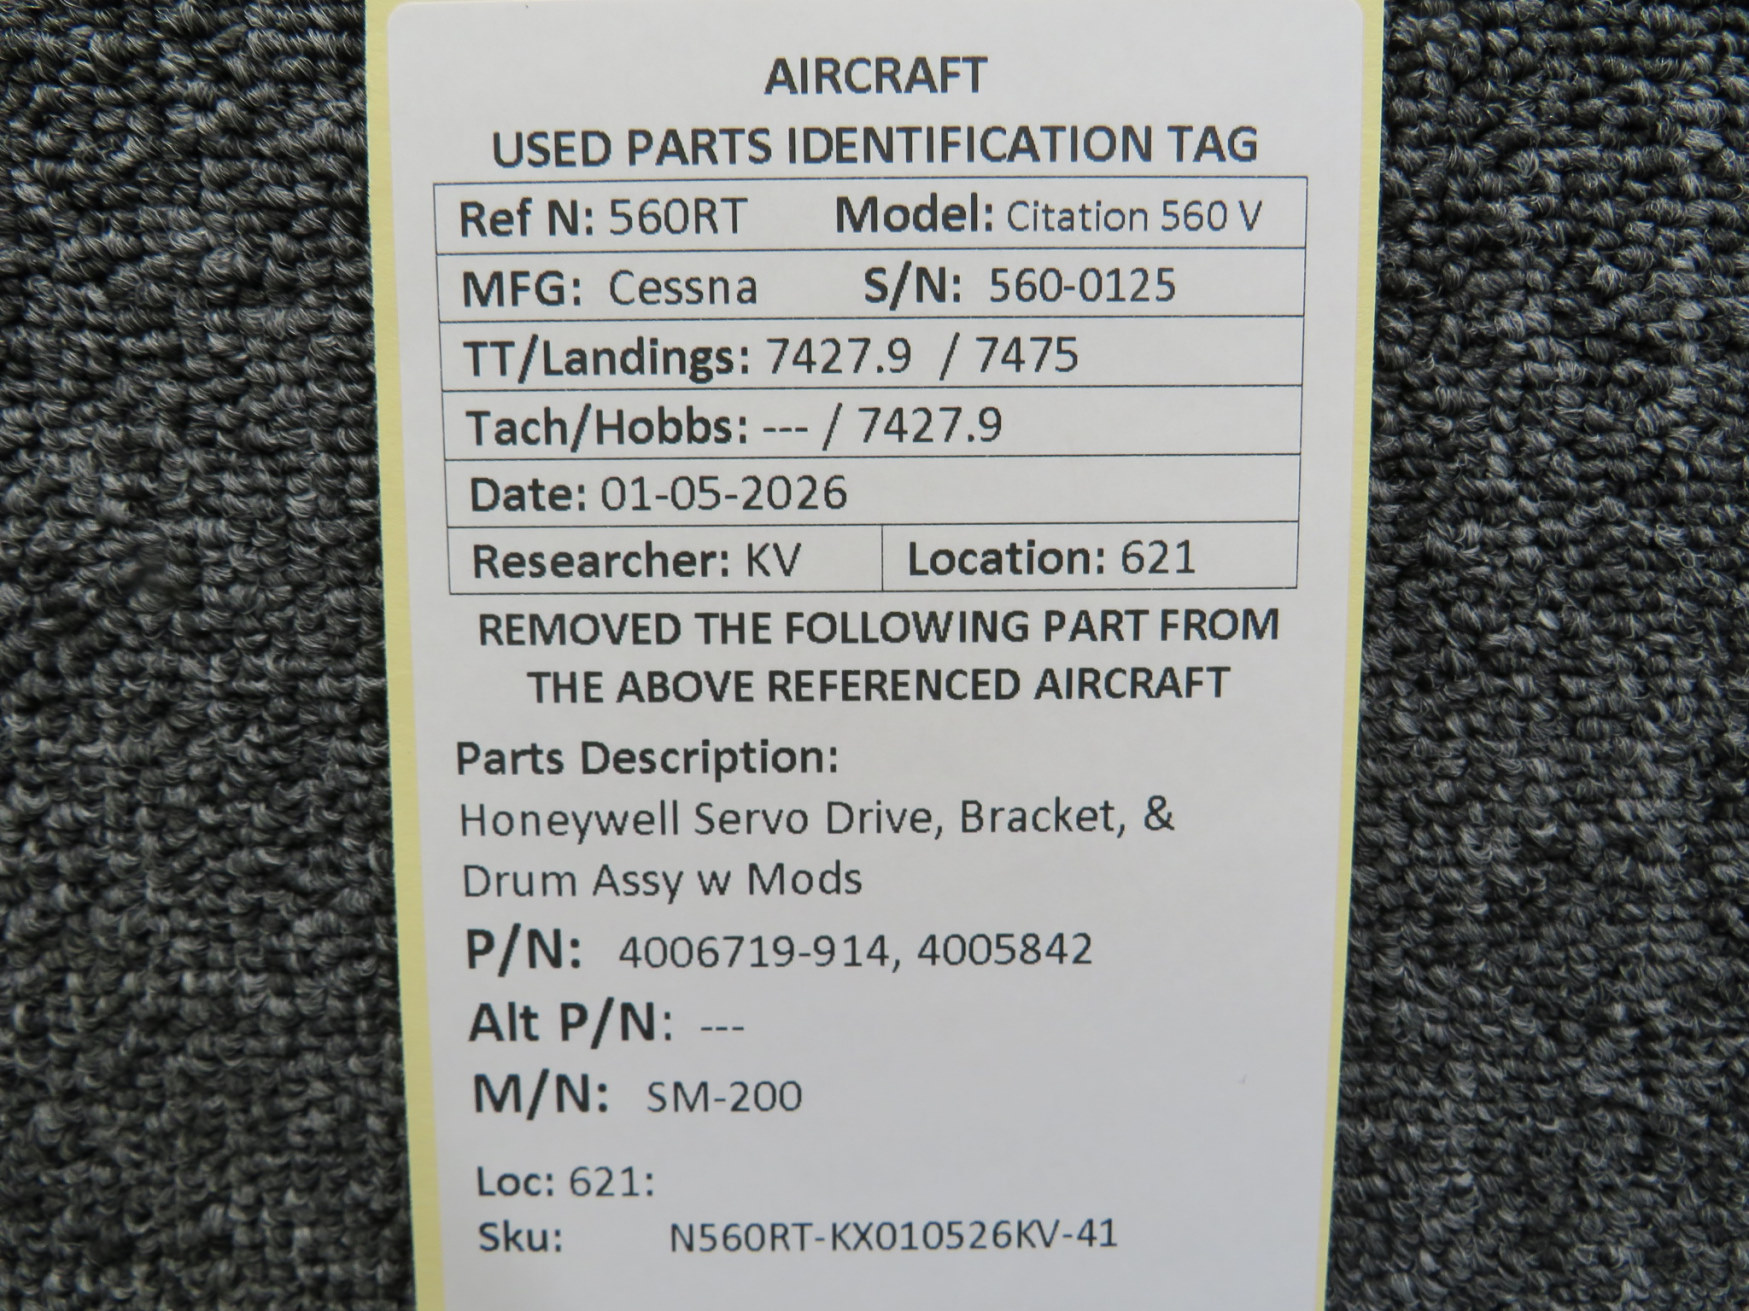 AIRCRAFT
USED PARTS IDENTIFICATION TAG
Ref N: 560RT Model: Citation 560 V
MFG: Cessna S/N: 560-0125
TT/Landings: 7427.9 / 7475
Tach/Hobbs: --- / 7427.9
Date: 01-05-2026
Researcher: KV Location: 621
REMOVED THE FOLLOWING PART FROM
THE ABOVE REFERENCED AIRCRAFT
Parts Description:
Honeywell Servo Drive, Bracket, &
Drum Assy w Mods
P/N: 4006719-914, 4005842
Alt P/N: ---
M/N: SM-200
Loc: 621:
Sku: N560RT-KX010526KV-41